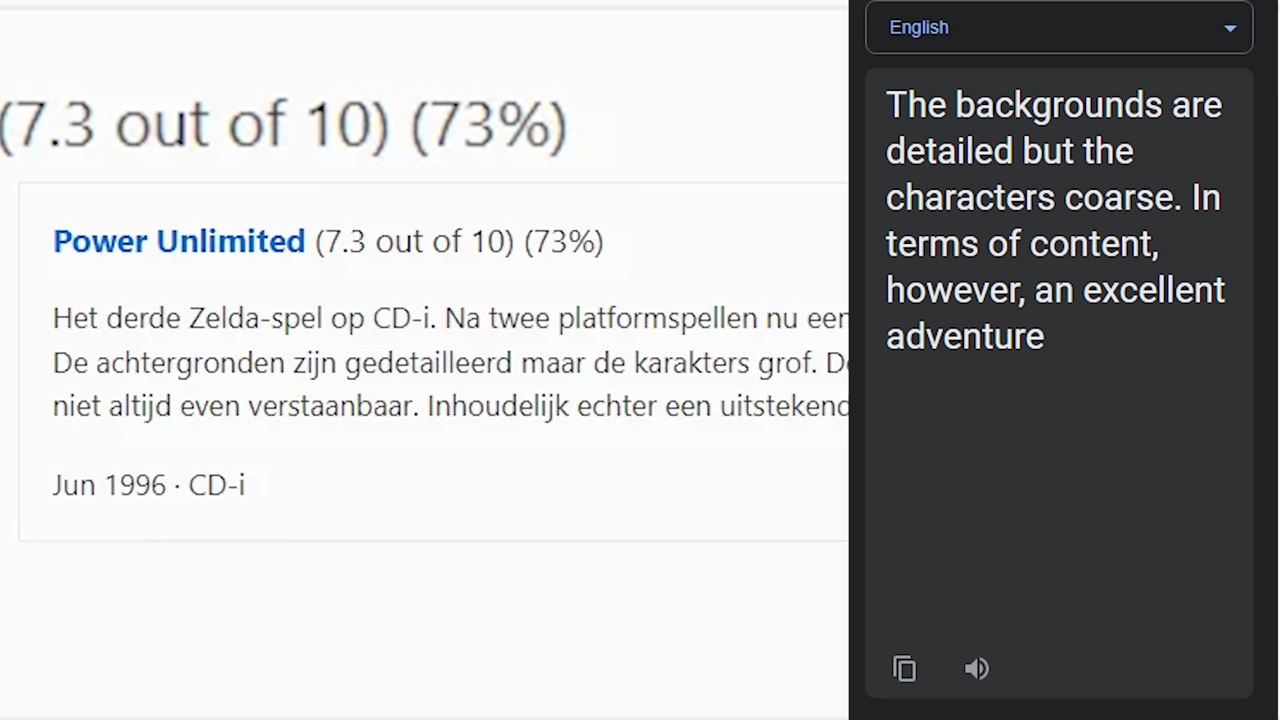 (7.3 out of 10) (73%)
Power Unlimited (7.3 out of 10) (73%)
Het derde Zelda-spel op CD-i. Na twee platformspellen nu een
De achtergronden zijn gedetailleerd maar de karakters grof.
niet altijd even verstaanbaar. Inhoudelijk echter een uitstekend
Jun 1996 · CD-i
English
The backgrounds are
detailed but the
characters coarse. In
terms of content,
however, an excellent
adventure